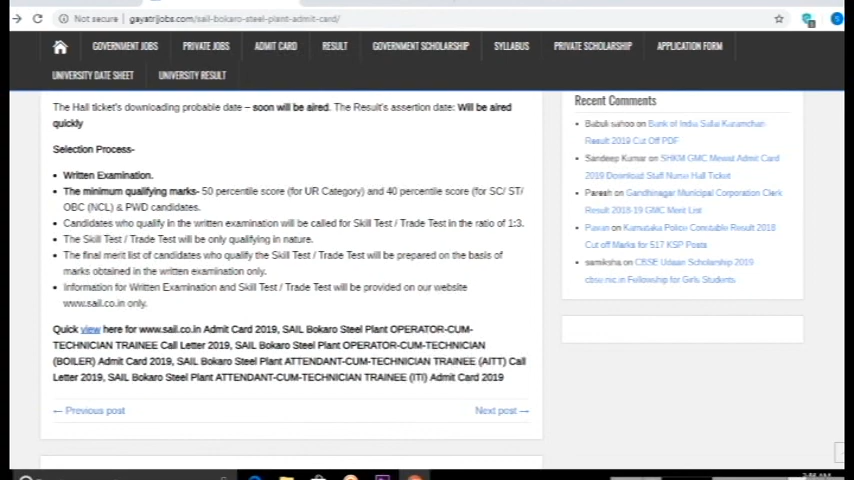 Not secure | gayatrijobs.com/sail-bokaro-steel-plant-admit-card/
GOVERNMENT JOBS PRIVATE JOBS ADMIT CARD RESULT GOVERNMENT SCHOLARSHIP SYLLABUS PRIVATE SCHOLARSHIP APPLICATION FORM
UNIVERSITY DATE SHEET UNIVERSITY RESULT
The Hall ticket's downloading probable date – soon will be aired. The Result's assertion date: Will be aired
quickly
Selection Process-
• Written Examination.
• The minimum qualifying marks- 50 percentile score (for UR Category) and 40 percentile score (for SC/ ST/
OBC (NCL) & PWD candidates.
• Candidates who qualify in the written examination will be called for Skill Test / Trade Test in the ratio of 1:3.
• The Skill Test / Trade Test will be only qualifying in nature.
• The final merit list of candidates who qualify the Skill Test / Trade Test will be prepared on the basis of
marks obtained in the written examination only.
• Information for Written Examination and Skill Test / Trade Test will be provided on our website
www.sail.co.in only.
Quick view here for www.sail.co.in Admit Card 2019, SAIL Bokaro Steel Plant OPERATOR-CUM-
TECHNICIAN TRAINEE Call Letter 2019, SAIL Bokaro Steel Plant OPERATOR-CUM-TECHNICIAN
(BOILER) Admit Card 2019, SAIL Bokaro Steel Plant ATTENDANT-CUM-TECHNICIAN TRAINEE (AITT) Call
Letter 2019, SAIL Bokaro Steel Plant ATTENDANT-CUM-TECHNICIAN TRAINEE (ITI) Admit Card 2019
← Previous post Next post →
Recent Comments
• Babuli sahoo on Bank of India Sallai Karamchari
Result 2019 Cut Off PDF
• Sandeep Kumar on SHKM GMC Mewat Admit Card
2019 Download Staff Nurse Hall Ticket
• Paresh on Gandhinagar Municipal Corporation Clerk
Result 2018-19 GMC Merit List
• Pavan on Karnataka Police Constable Result 2018
Cut off Marks for 517 KSP Posts
• samiksha on CBSE Udaan Scholarship 2019
cbse.nic.in Fellowship for Girls Students